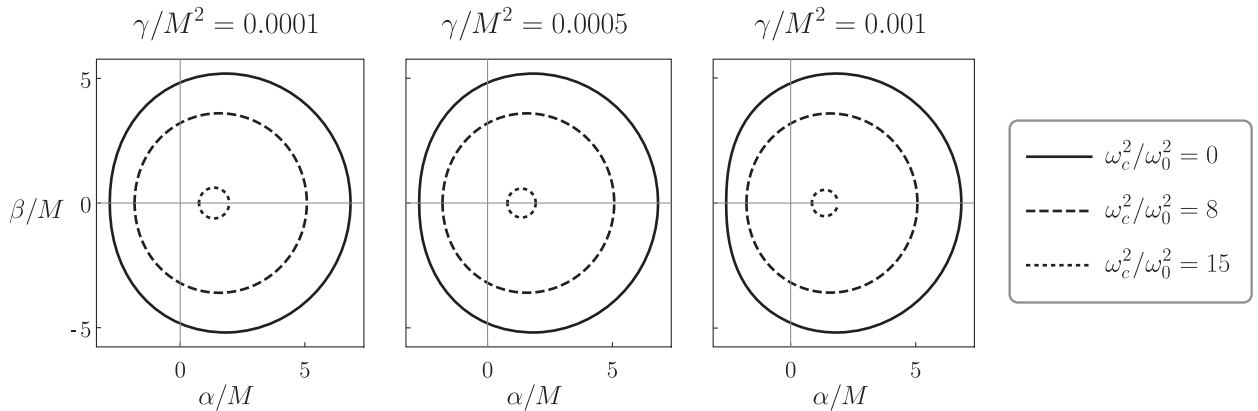 γ/M² = 0.0001
γ/M² = 0.0005
γ/M² = 0.001
β/M
5
0
-5
0 5
α/M
0 5
α/M
0 5
α/M
ω_c²/ω_0² = 0
ω_c²/ω_0² = 8
ω_c²/ω_0² = 15